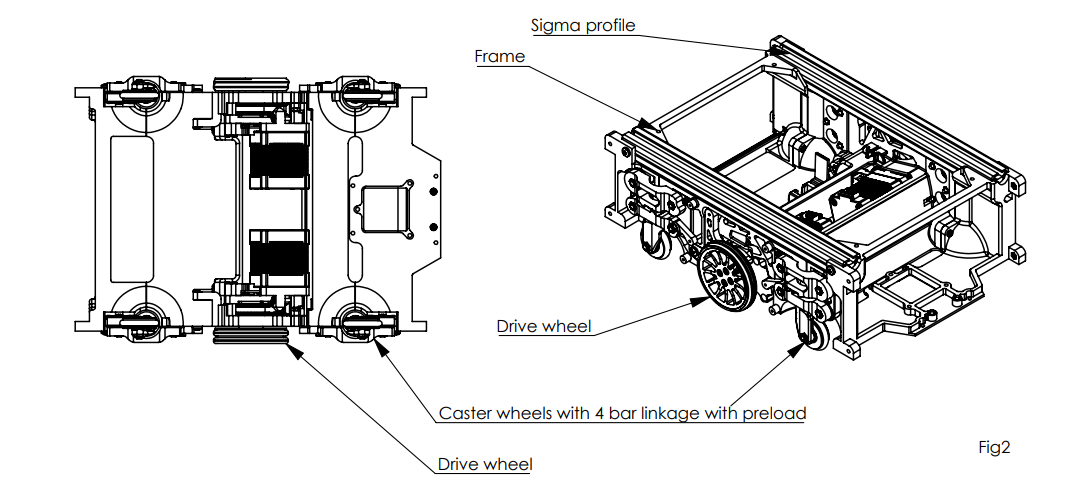 Sigma profile
Frame
Drive wheel
Caster wheels with 4 bar linkage with preload
Drive wheel
Fig2